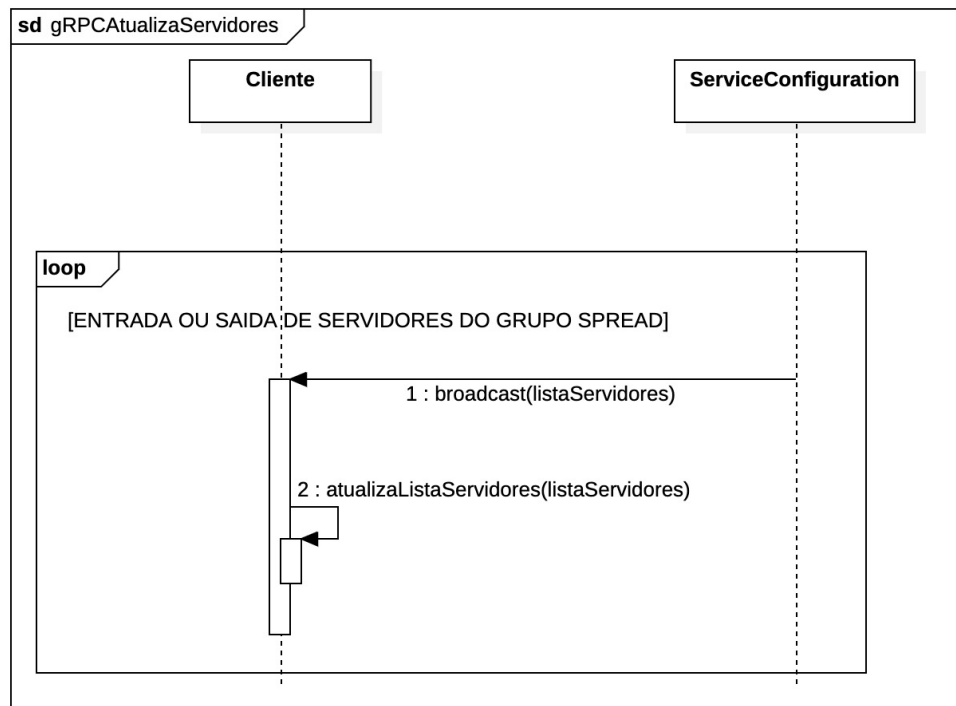 sd gRPCAtualizaServidores
Cliente
ServiceConfiguration
loop
[ENTRADA OU SAIDA DE SERVIDORES DO GRUPO SPREAD]
1 : broadcast(listaServidores)
2 : atualizaListaServidores(listaServidores)